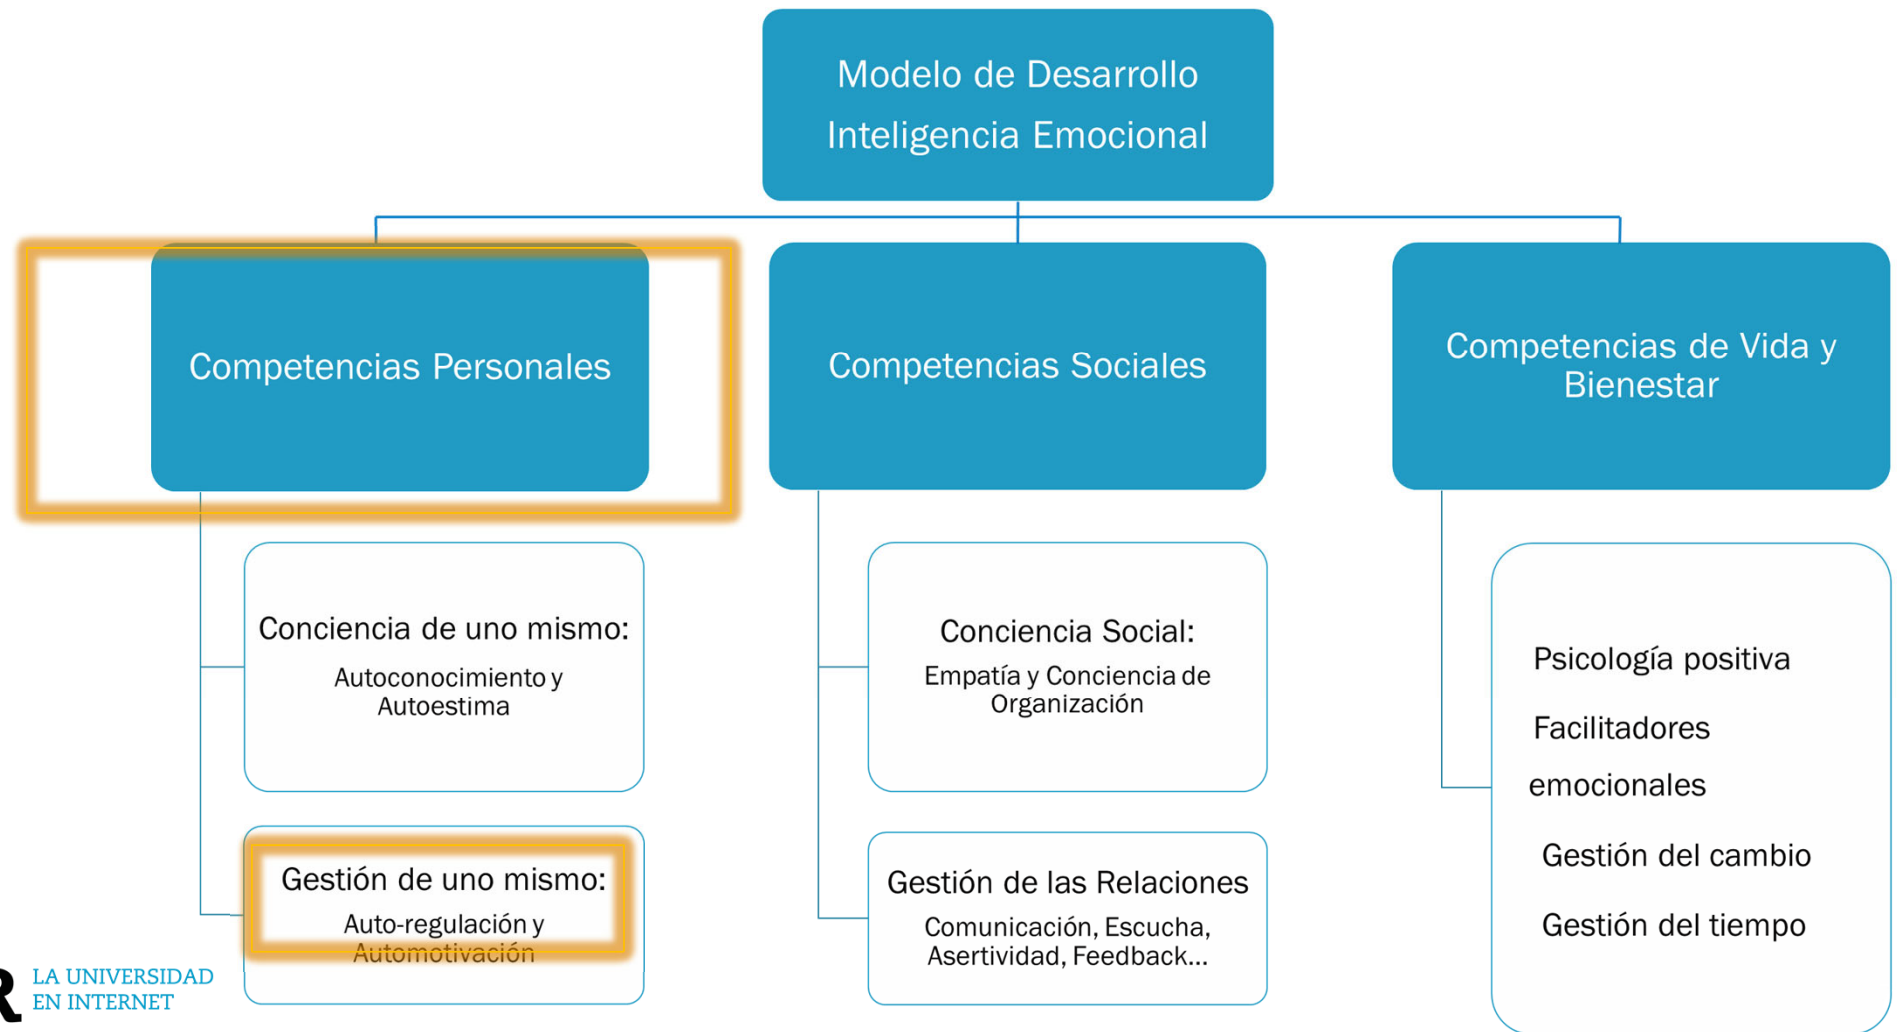 Modelo de Desarrollo
Inteligencia Emocional
Competencias Personales
Conciencia de uno mismo:
Autoconocimiento y
Autoestima
Gestión de uno mismo:
Auto-regulación y
Automotivación
Competencias Sociales
Conciencia Social:
Empatía y Conciencia de
Organización
Gestión de las Relaciones
Comunicación, Escucha,
Asertividad, Feedback...
Competencias de Vida y
Bienestar
Psicología positiva
Facilitadores
emocionales
Gestión del cambio
Gestión del tiempo
R
LA UNIVERSIDAD
EN INTERNET